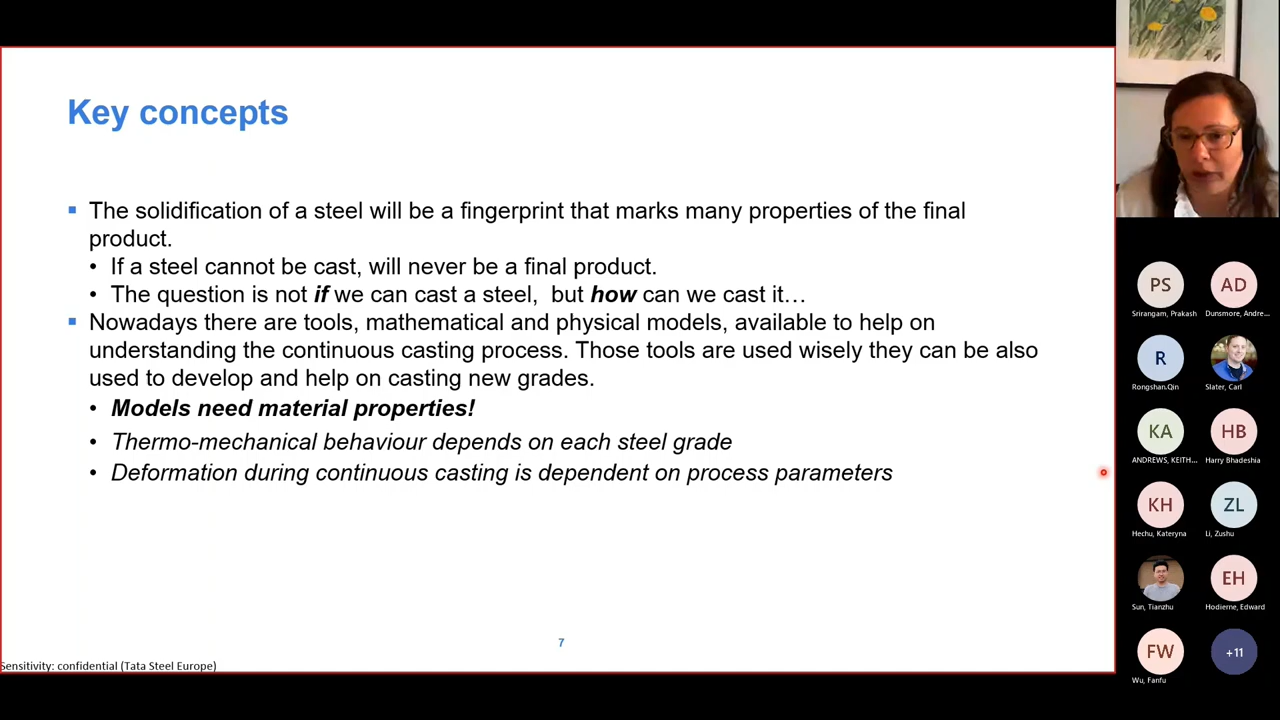 Key concepts
The solidification of a steel will be a fingerprint that marks many properties of the final
product.
If a steel cannot be cast, will never be a final product.
The question is not if we can cast a steel, but how can we cast it…
Nowadays there are tools, mathematical and physical models, available to help on
understanding the continuous casting process. Those tools are used wisely they can be also
used to develop and help on casting new grades.
Models need material properties!
Thermo-mechanical behaviour depends on each steel grade
Deformation during continuous casting is dependent on process parameters
7
Sensitivity: confidential (Tata Steel Europe)
PS
AD
Srirangam, Prakash
Dunsmore, Andre...
R
Rongshan.Qin
Slater, Carl
KA
HB
ANDREWS, KEITH...
Harry Bhadeshia
KH
ZL
Hechu, Kateryna
Li, Zushu
EH
Sun, Tianzhu
Hodierne, Edward
FW
+11
Wu, Fanfu